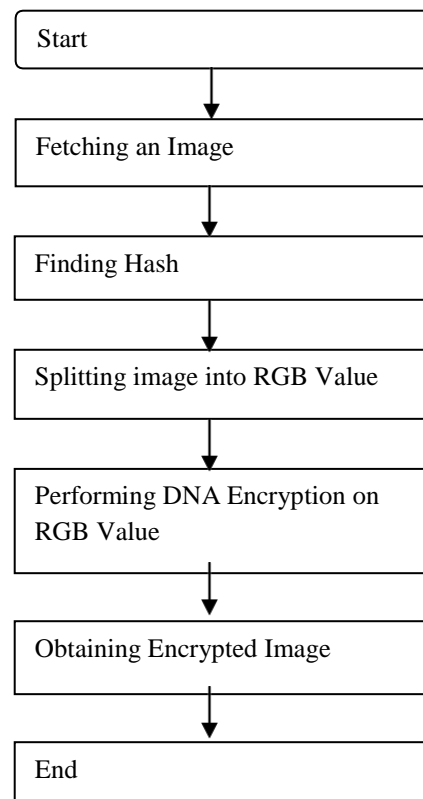 Start
Fetching an Image
Finding Hash
Splitting image into RGB Value
Performing DNA Encryption on
RGB Value
Obtaining Encrypted Image
End